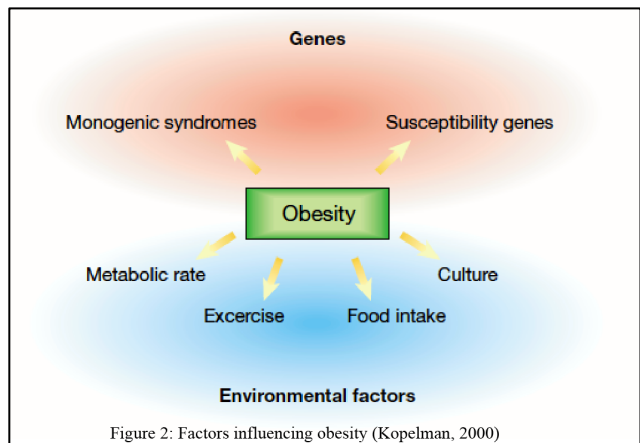 Genes
Monogenic syndromes Susceptibility genes
Obesity
Metabolic rate Culture
Excercise Food intake
Environmental factors
Figure 2: Factors influencing obesity (Kopelman, 2000)